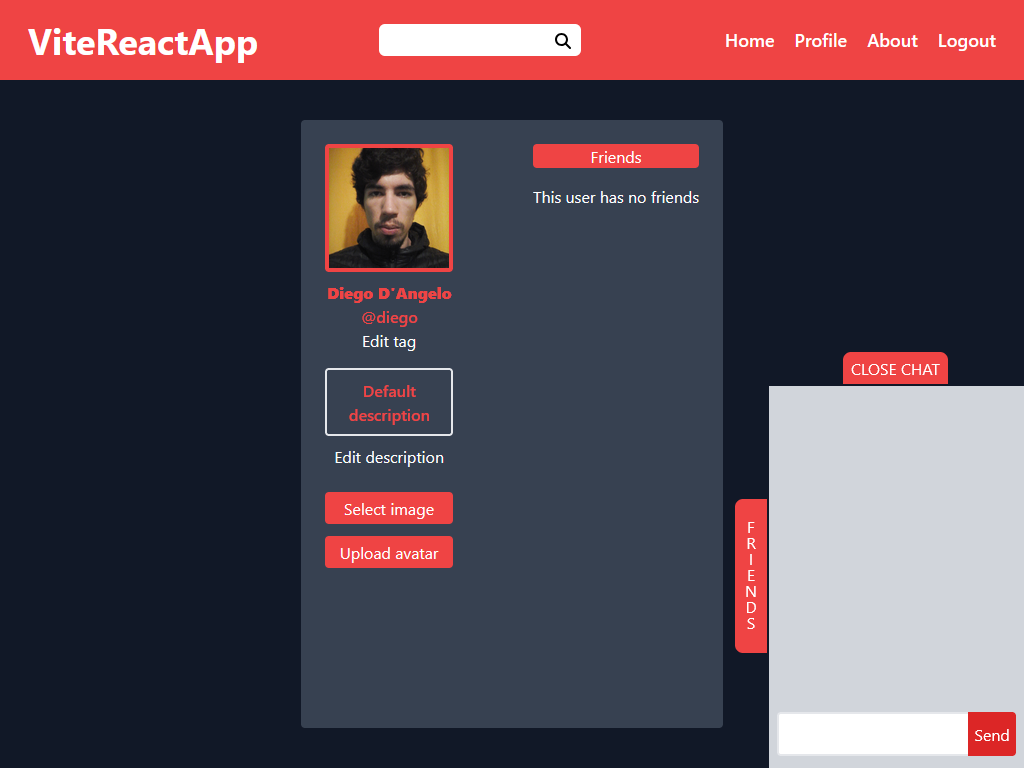 ViteReactApp
Home Profile About Logout
Friends
This user has no friends
Diego D'Angelo
@diego
Edit tag
Default
description
Edit description
Select image
Upload avatar
CLOSE CHAT
FRIENDS
Send